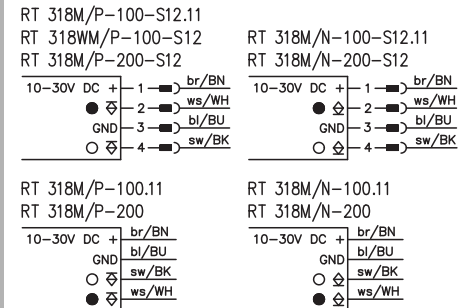 RT 318M/P-100-S12.11
RT 318WM/P-100-S12
RT 318M/P-200-S12
10-30V DC + 1 br/BN
2 ws/WH
GND 3 bl/BU
4 sw/BK
RT 318M/N-100-S12.11
RT 318M/N-200-S12
10-30V DC + 1 br/BN
2 ws/WH
GND 3 bl/BU
4 sw/BK
RT 318M/P-100.11
RT 318M/P-200
10-30V DC + br/BN
GND bl/BU
sw/BK
ws/WH
RT 318M/N-100.11
RT 318M/N-200
10-30V DC + br/BN
GND bl/BU
sw/BK
ws/WH